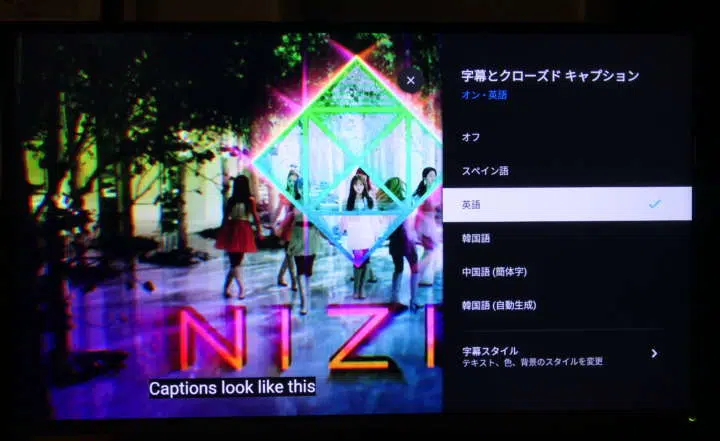 字幕とクローズド キャプション
オン・英語
オフ
スペイン語
英語
韓国語
中国語 (簡体字)
韓国語 (自動生成)
字幕スタイル
テキスト、色、背景のスタイルを変更
NIZI
Captions look like this